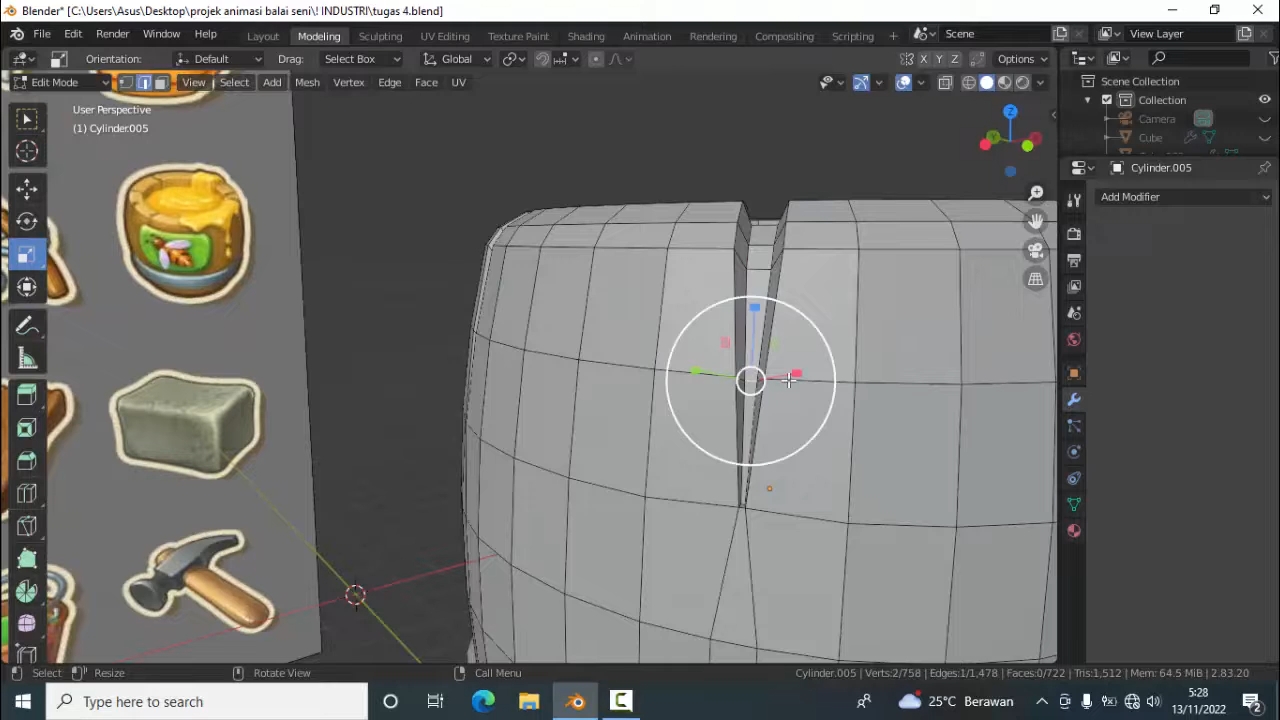 Blender* [C:\Users\Asus\Desktop\projek animasi balai seni\! INDUSTRI\tugas 4.blend]
File Edit Render Window Help Layout Modeling Sculpting UV Editing Texture Paint Shading Animation Rendering Compositing Scripting + Scene View Layer
Orientation: Default Drag: Select Box Global X Y Z Options
Edit Mode View Select Add Mesh Vertex Edge Face UV
User Perspective
(1) Cylinder.005
Scene Collection
Collection
Camera
Cube
Cylinder.005
Add Modifier
Z
Select Resize Rotate View Call Menu Cylinder.005 | Verts:2/758 | Edges:1/1,478 | Faces:0/722 | Tris:1,512 | Mem: 64.5 MiB | 2.83.20
Type here to search 25°C Berawan 5:28
13/11/2022 2